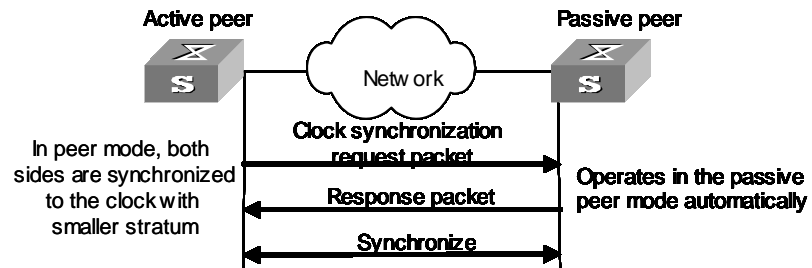 Active peer
Passive peer
S
S
Network
Clock synchronization
request packet
In peer mode, both
sides are synchronized
to the clock with
smaller stratum
Response packet
Operates in the passive
peer mode automatically
Synchronize